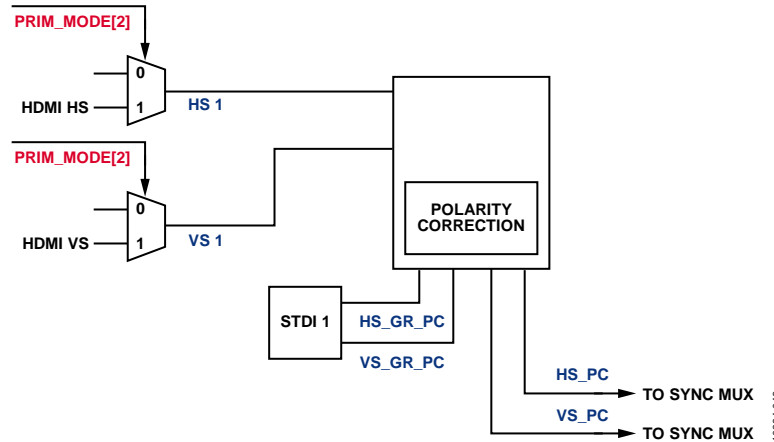 PRIM_MODE[2]
0
HDMI HS
1
HS 1
PRIM_MODE[2]
0
HDMI VS
1
VS 1
POLARITY
CORRECTION
STDI 1
HS_GR_PC
VS_GR_PC
HS_PC
TO SYNC MUX
VS_PC
TO SYNC MUX